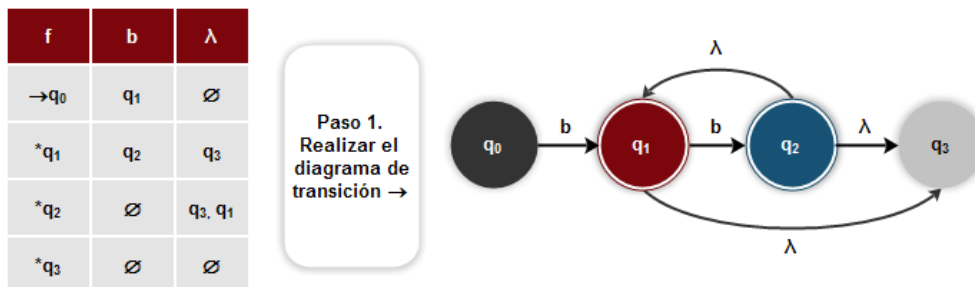 f b λ
→q₀ q₁ ∅
*q₁ q₂ q₃
*q₂ ∅ q₃, q₁
*q₃ ∅ ∅
Paso 1.
Realizar el
diagrama de
transición →
λ
b b λ
q₀ q₁ q₂ q₃
λ